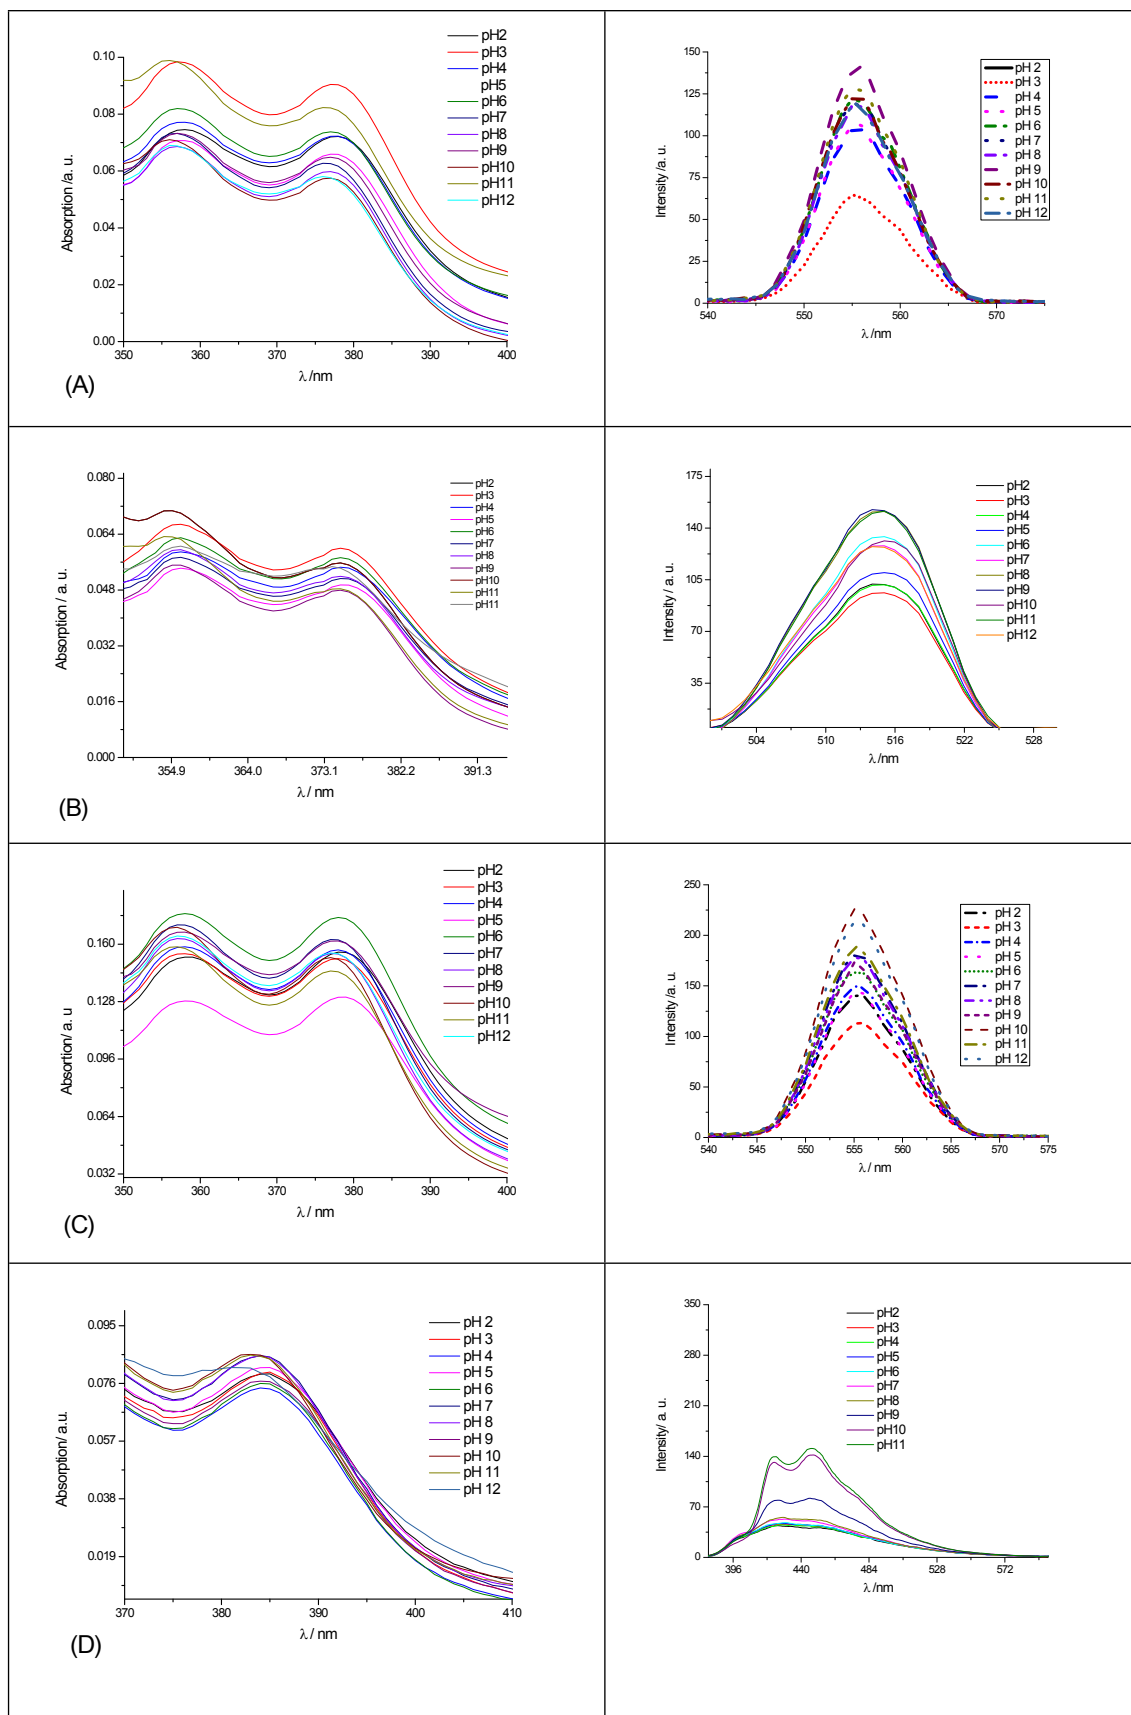 pH2
pH3
pH4
pH5
pH6
pH7
pH8
pH9
pH10
pH11
pH12
0.10
0.08
0.06
0.04
0.02
0.00
Absorption /a. u.
350 360 370 380 390 400
λ /nm
(A)
150
125
100
75
50
25
0
Intensity /a. u.
pH 2
pH 3
pH 4
pH 5
pH 6
pH 7
pH 8
pH 9
pH 10
pH 11
pH 12
540 550 560 570
λ /nm
0.080
0.064
0.048
0.032
0.016
0.000
Absorption / a. u.
pH2
pH3
pH4
pH5
pH6
pH7
pH8
pH9
pH10
pH11
pH11
354.9 364.0 373.1 382.2 391.3
λ / nm
(B)
175
140
105
70
35
Intensity /a. u.
pH2
pH3
pH4
pH5
pH6
pH7
pH8
pH9
pH10
pH11
pH12
504 510 516 522 528
λ /nm
0.160
0.128
0.096
0.064
0.032
Absortion/ a. u
pH2
pH3
pH4
pH5
pH6
pH7
pH8
pH9
pH10
pH11
pH12
350 360 370 380 390 400
λ / nm
(C)
250
200
150
100
50
0
Intensity /a. u.
pH 2
pH 3
pH 4
pH 5
pH 6
pH 7
pH 8
pH 9
pH 10
pH 11
pH 12
540 545 550 555 560 565 570 575
λ / nm
0.095
0.076
0.057
0.038
0.019
Absorption/ a.u.
pH 2
pH 3
pH 4
pH 5
pH 6
pH 7
pH 8
pH 9
pH 10
pH 11
pH 12
370 380 390 400 410
λ / nm
(D)
350
280
210
140
70
0
Intensity/ a. u.
pH2
pH3
pH4
pH5
pH6
pH7
pH8
pH9
pH10
pH11
396 440 484 528 572
λ /nm